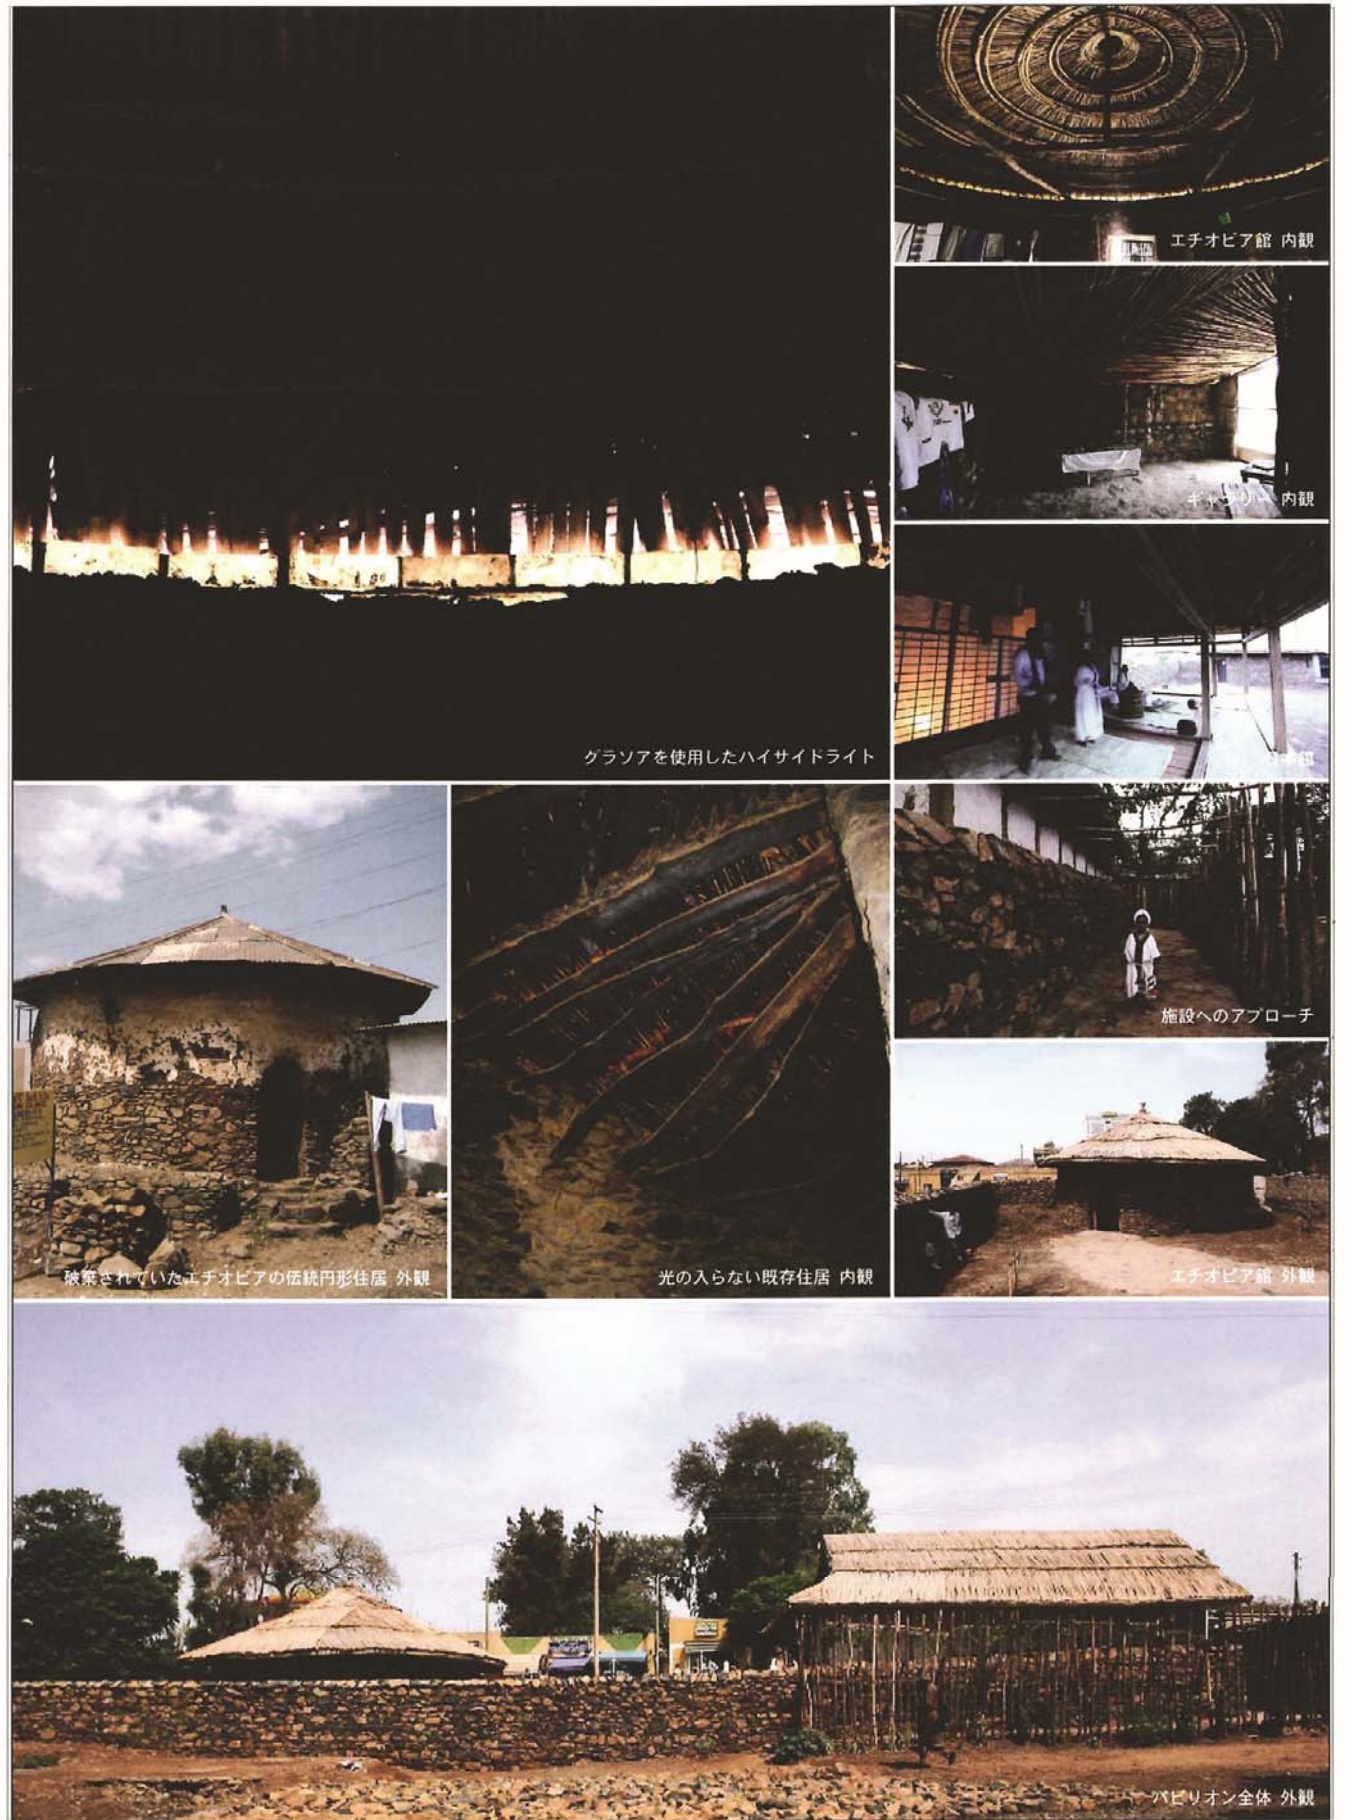 エチオピア館 内観
ギャラリー 内観
グラソアを使用したハイサイドライト
日本館
施設へのアプローチ
破棄されていたエチオピアの伝統円形住居 外観
光の入らない既存住居 内観
エチオピア館 外観
パビリオン全体 外観